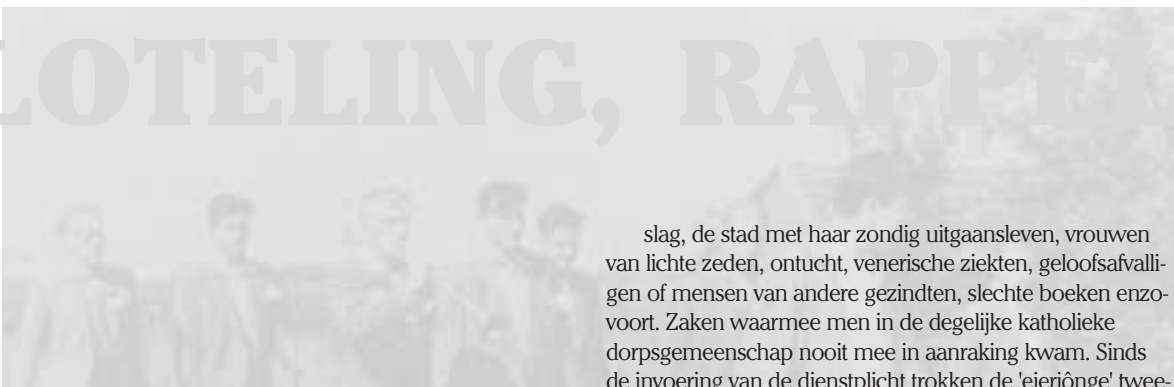 LOTELING, RAPPEL
slag, de stad met haar zondig uitgaansleven, vrouwen
van lichte zeden, ontucht, venerische ziekten, geloofsafvalli-
gen of mensen van andere gezindten, slechte boeken enzo-
voort. Zaken waarmee men in de degelijke katholieke
dorpsgemeenschap nooit mee in aanraking kwam. Sinds
de invoering van de dienstplicht trokken de 'ejerjônge' twee-